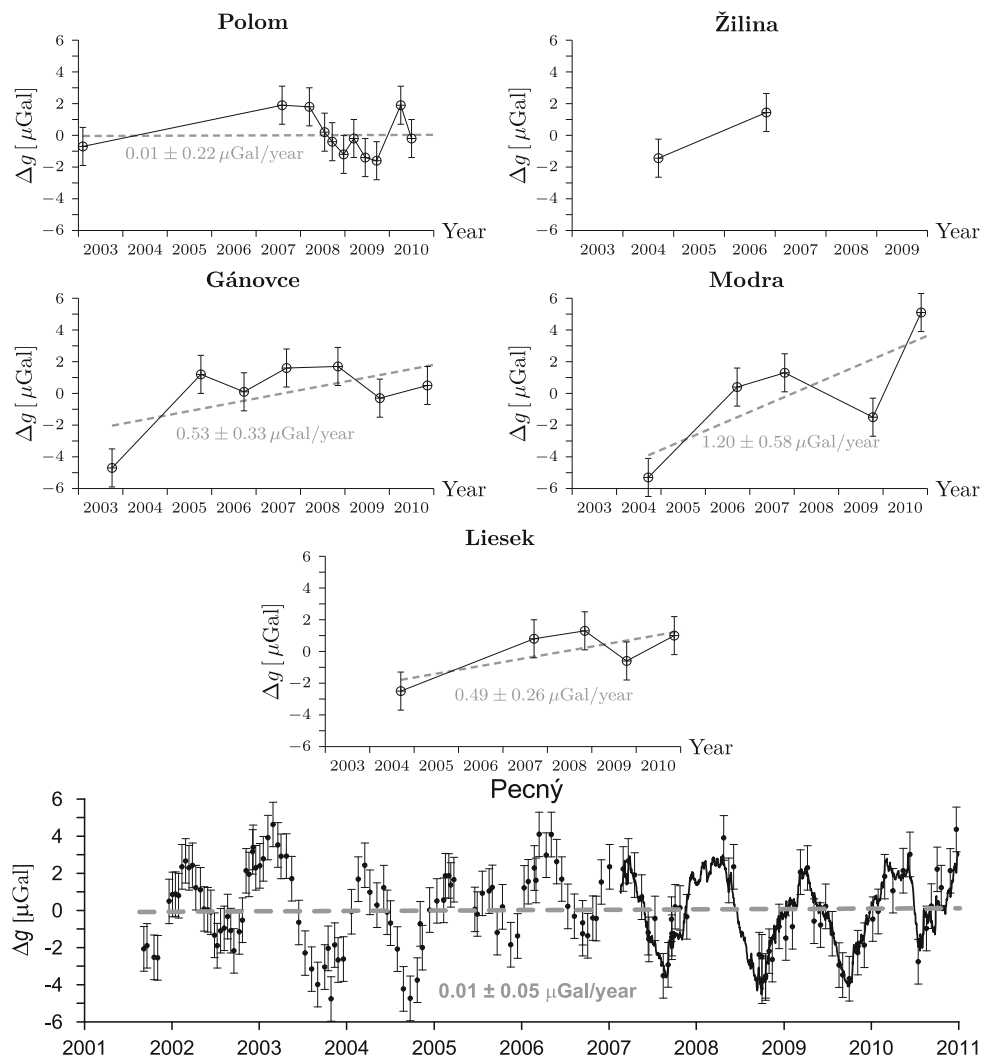 Polom
Δg [ μGal]
6
4
2
0
−2
−4
−6
0.01 ± 0.22 μGal/year
2003 2004 2005 2006 2007 2008 2009 2010
Year
Žilina
Δg [ μGal]
6
4
2
0
−2
−4
−6
2003 2004 2005 2006 2007 2008 2009
Year
Gánovce
Δg [ μGal]
6
4
2
0
−2
−4
−6
0.53 ± 0.33 μGal/year
2003 2004 2005 2006 2007 2008 2009 2010
Year
Modra
Δg [ μGal]
6
4
2
0
−2
−4
−6
1.20 ± 0.58 μGal/year
2003 2004 2005 2006 2007 2008 2009 2010
Year
Liesek
Δg [ μGal]
6
4
2
0
−2
−4
−6
0.49 ± 0.26 μGal/year
2003 2004 2005 2006 2007 2008 2009 2010
Year
Pecný
Δg [μGal]
6
4
2
0
-2
-4
-6
0.01 ± 0.05 μGal/year
2001 2002 2003 2004 2005 2006 2007 2008 2009 2010 2011